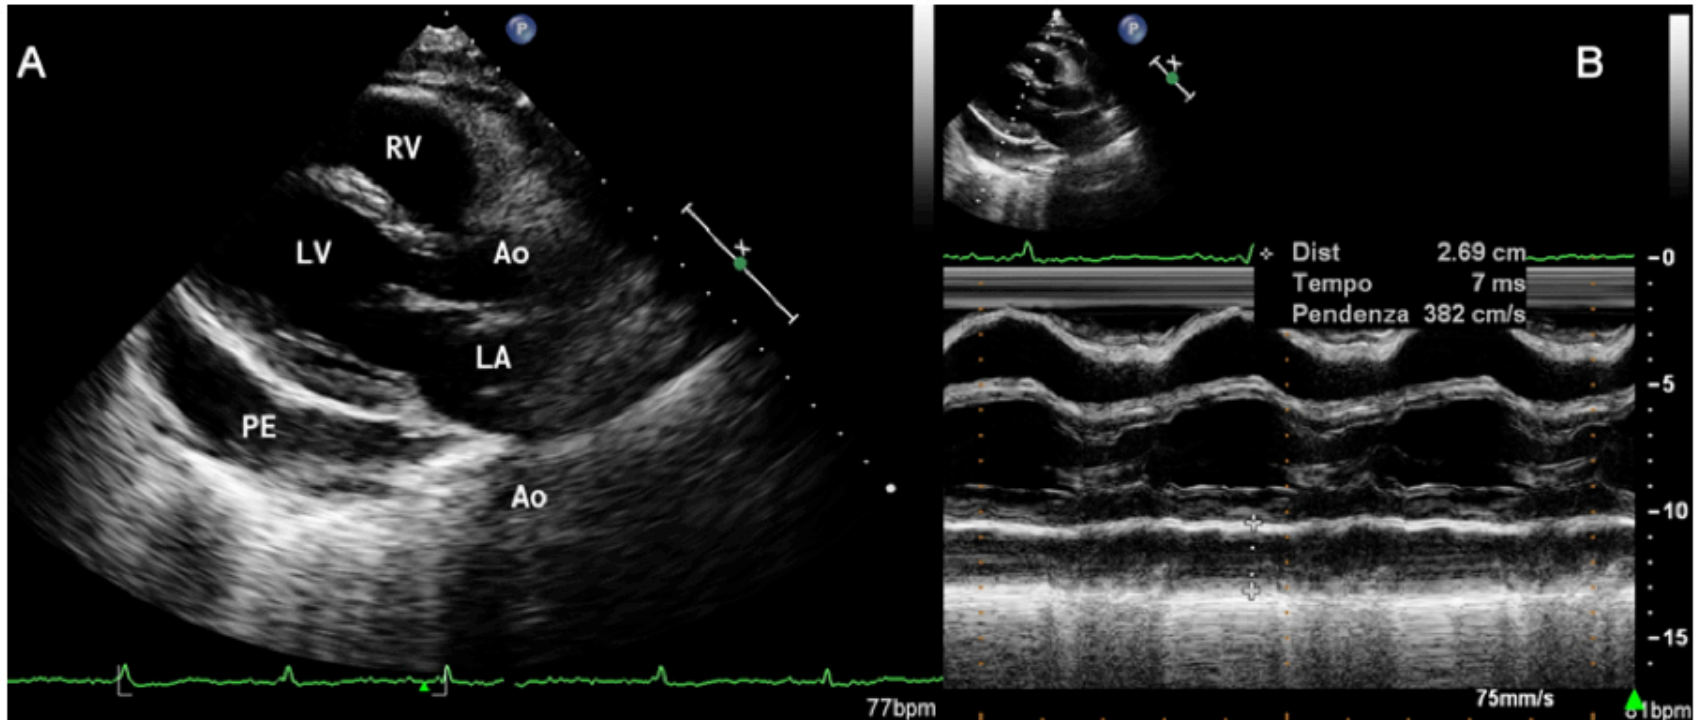 A
P
RV
LV
Ao
LA
PE
Ao
77bpm
P
B
Dist 2.69 cm
Tempo 7 ms
Pendenza 382 cm/s
0
5
10
15
75mm/s